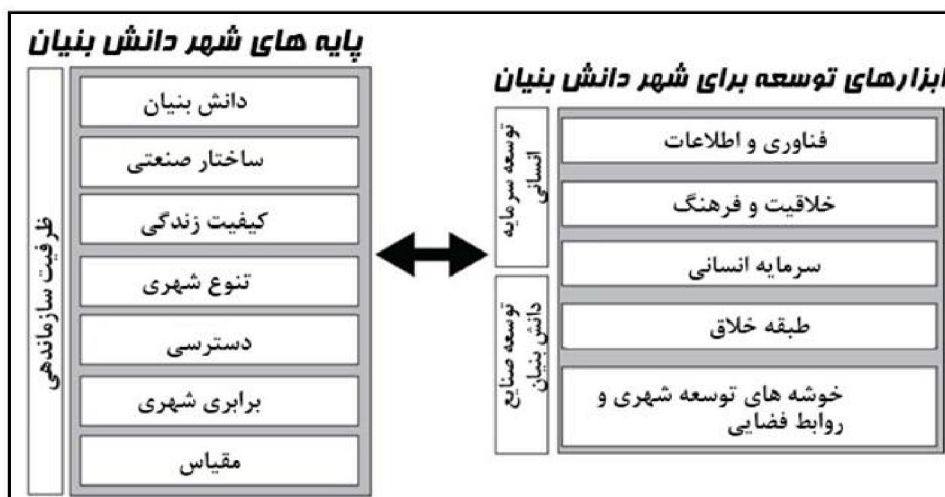 پایه های شهر دانش بنیان
ظرفیت سازماندهی
دانش بنیان
ساختار صنعتی
کیفیت زندگی
تنوع شهری
دسترسی
برابری شهری
مقیاس
ابزارهای توسعه برای شهر دانش بنیان
توسعه سرمایه
انسانی
توسعه صنایع
دانش بنیان
فناوری و اطلاعات
خلاقیت و فرهنگ
سرمایه انسانی
طبقه خلاق
خوشه های توسعه شهری و
روابط فضایی